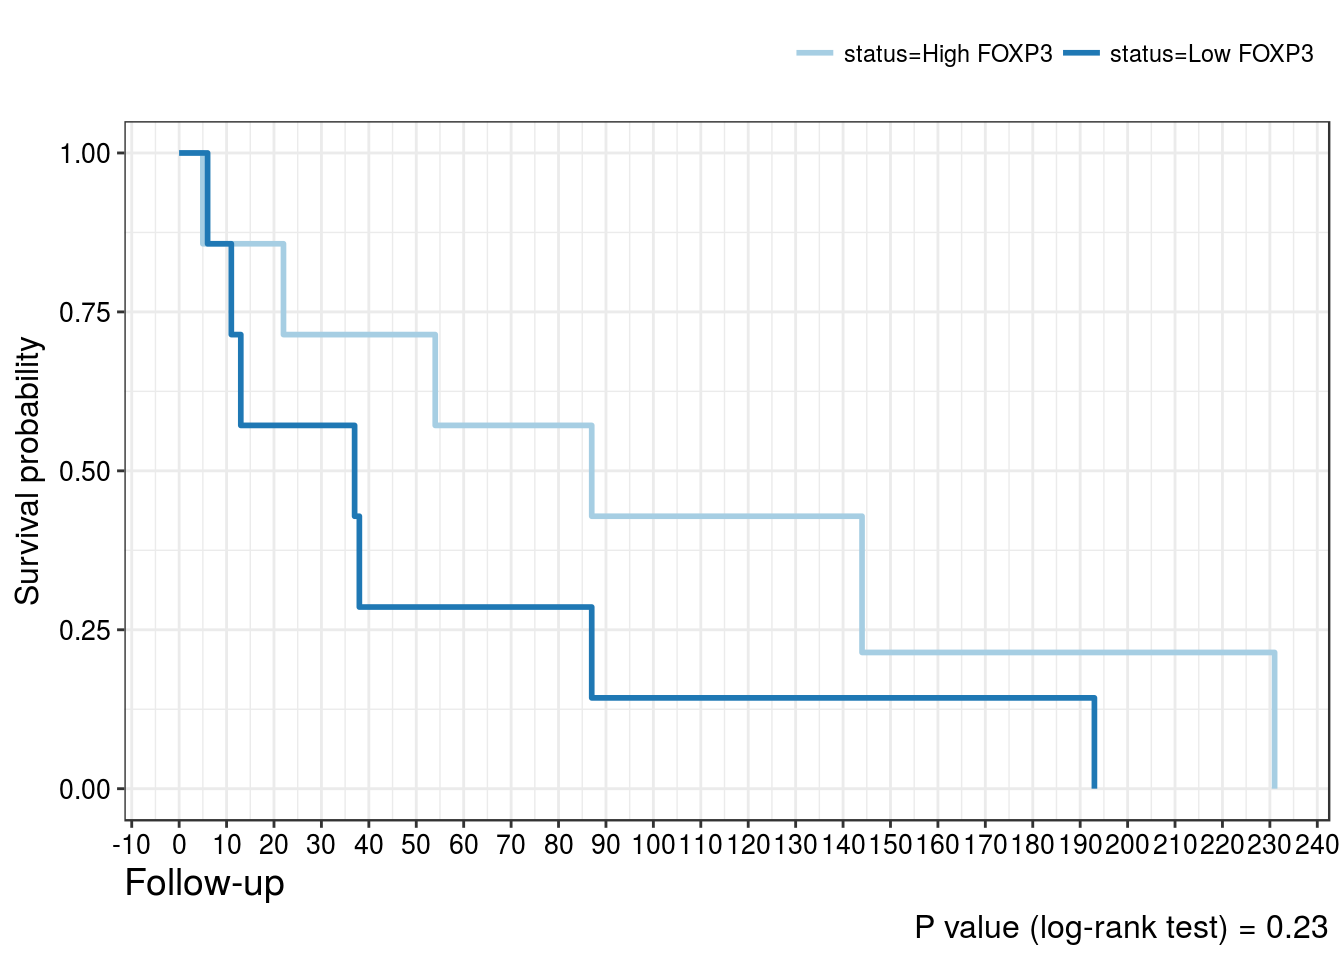 status=High FOXP3 status=Low FOXP3
1.00
0.75
0.50
0.25
0.00
Survival probability
-10 0 10 20 30 40 50 60 70 80 90 100 110 120 130 140 150 160 170 180 190 200 210 220 230 240
Follow-up
P value (log-rank test) = 0.23